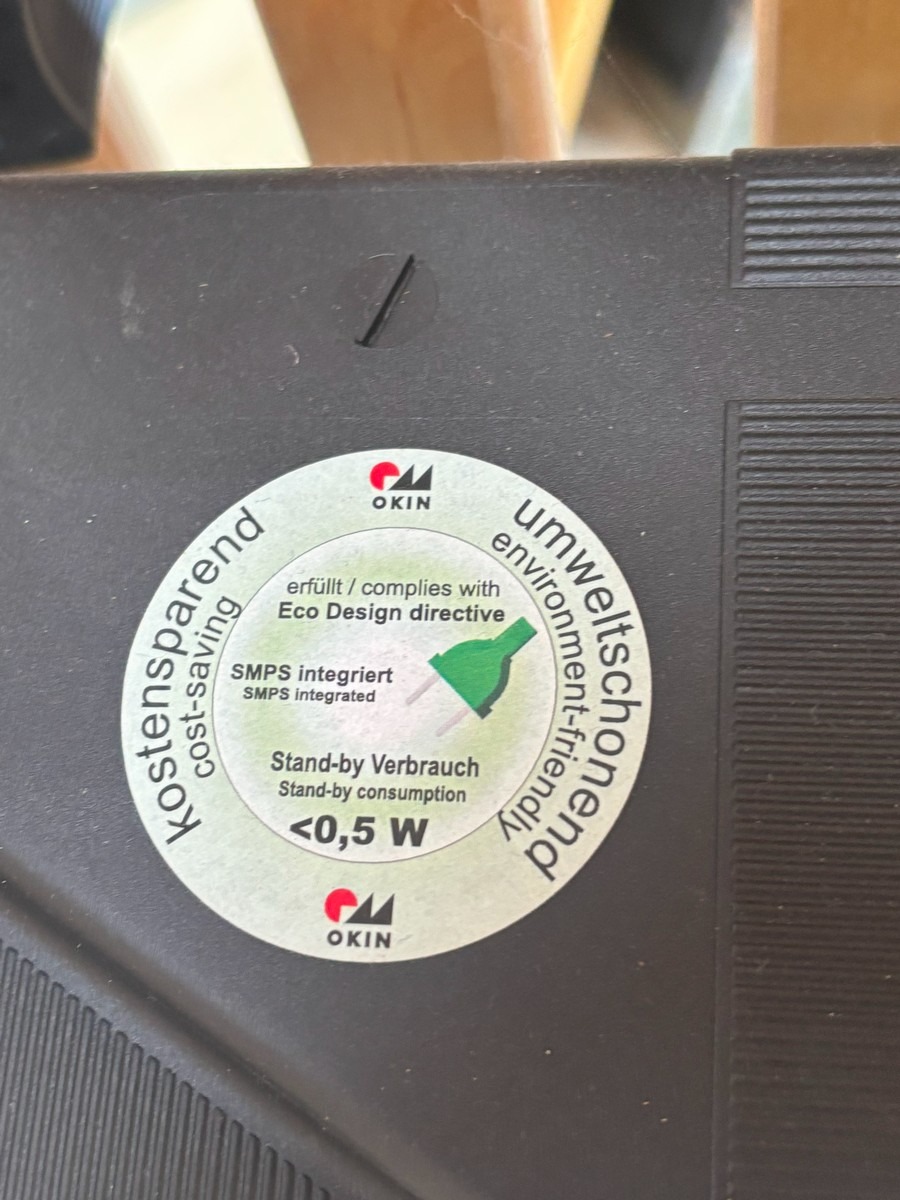 OKIN
kostensparend
cost-saving
umweltschonend
environment-friendly
erfüllt / complies with
Eco Design directive
SMPS integriert
SMPS integrated
Stand-by Verbrauch
Stand-by consumption
<0,5 W
OKIN